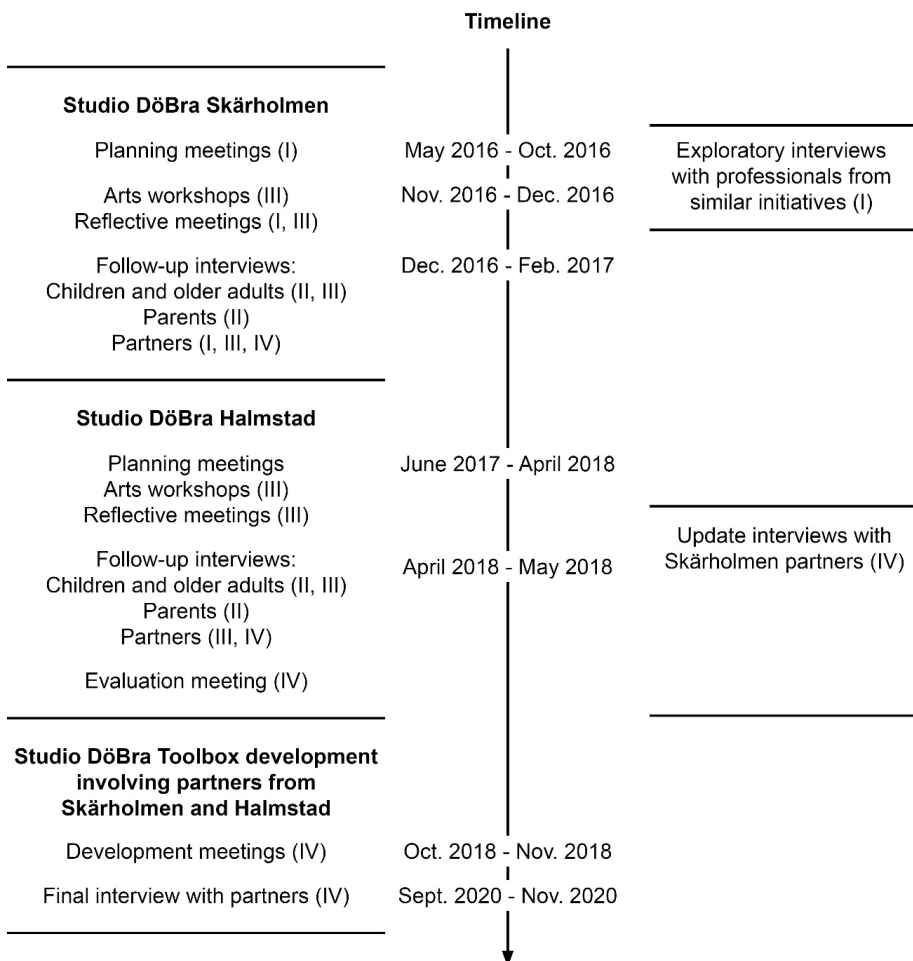 Timeline
Studio DöBra Skärholmen
Planning meetings (I)
May 2016 - Oct. 2016
Exploratory interviews
with professionals from
similar initiatives (I)
Arts workshops (III)
Reflective meetings (I, III)
Nov. 2016 - Dec. 2016
Follow-up interviews:
Children and older adults (II, III)
Parents (II)
Partners (I, III, IV)
Dec. 2016 - Feb. 2017
Studio DöBra Halmstad
Planning meetings
Arts workshops (III)
Reflective meetings (III)
June 2017 - April 2018
Follow-up interviews:
Children and older adults (II, III)
Parents (II)
Partners (III, IV)
April 2018 - May 2018
Update interviews with
Skärholmen partners (IV)
Evaluation meeting (IV)
Studio DöBra Toolbox development
involving partners from
Skärholmen and Halmstad
Development meetings (IV)
Oct. 2018 - Nov. 2018
Final interview with partners (IV)
Sept. 2020 - Nov. 2020